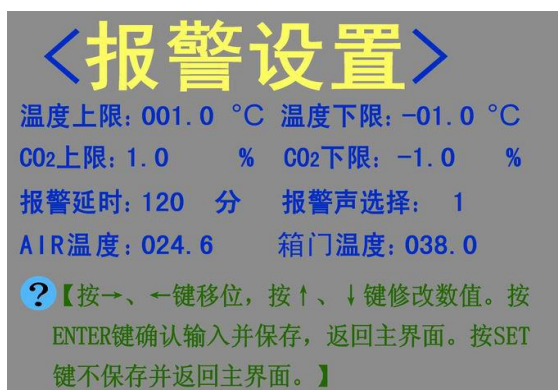 <报警设置>
温度上限: 001.0 °C 温度下限: -01.0 °C
CO2上限: 1.0 % CO2下限: -1.0 %
报警延时: 120 分 报警声选择: 1
AIR温度: 024.6 箱门温度: 038.0
?【按→、←键移位，按↑、↓键修改数值。按
ENTER键确认输入并保存，返回主界面。按SET
键不保存并返回主界面。】